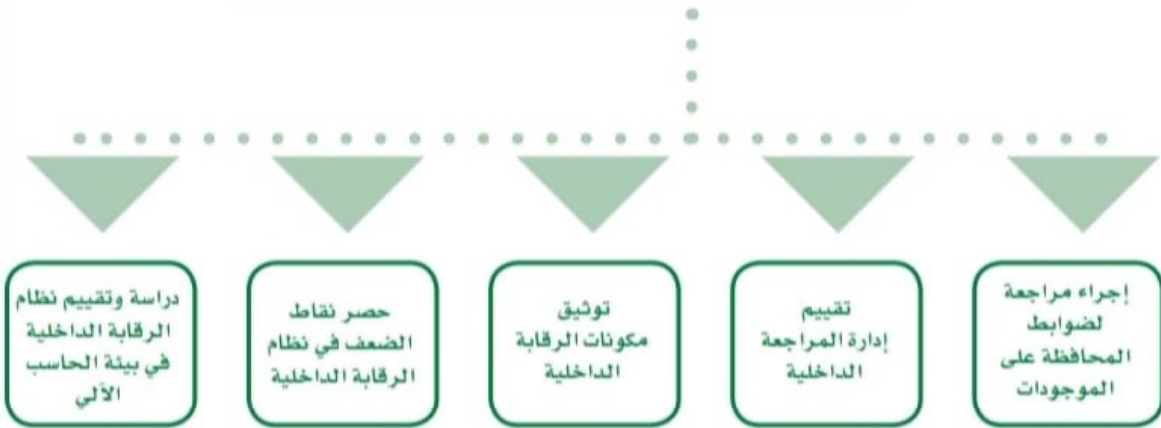 إجراء مراجعة
لضوابط
المحافظة على
الموجودات
تقييم
إدارة المراجعة
الداخلية
توثيق
مكونات الرقابة
الداخلية
حصر نقاط
الضعف في نظام
الرقابة الداخلية
دراسة وتقييم نظام
الرقابة الداخلية
في بيئة الحاسب
الآلي